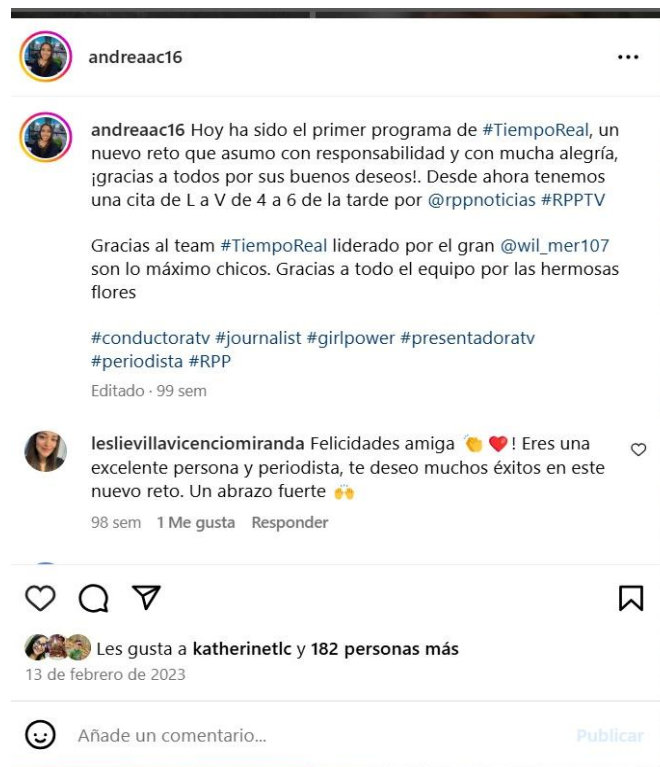 andreaac16
andreaac16 Hoy ha sido el primer programa de #TiempoReal, un
nuevo reto que asumo con responsabilidad y con mucha alegría,
¡gracias a todos por sus buenos deseos!. Desde ahora tenemos
una cita de L a V de 4 a 6 de la tarde por @rppnoticias #RPPTV
Gracias al team #TiempoReal liderado por el gran @wil_mer107
son lo máximo chicos. Gracias a todo el equipo por las hermosas
flores
#conductoratv #journalist #girlpower #presentadoratv
#periodista #RPP
Editado · 99 sem
leslievillavicenciomiranda Felicidades amiga 👏 ❤️! Eres una
excelente persona y periodista, te deseo muchos éxitos en este
nuevo reto. Un abrazo fuerte 🙌
98 sem 1 Me gusta Responder
Les gusta a katherinetlc y 182 personas más
13 de febrero de 2023
Añade un comentario... Publicar